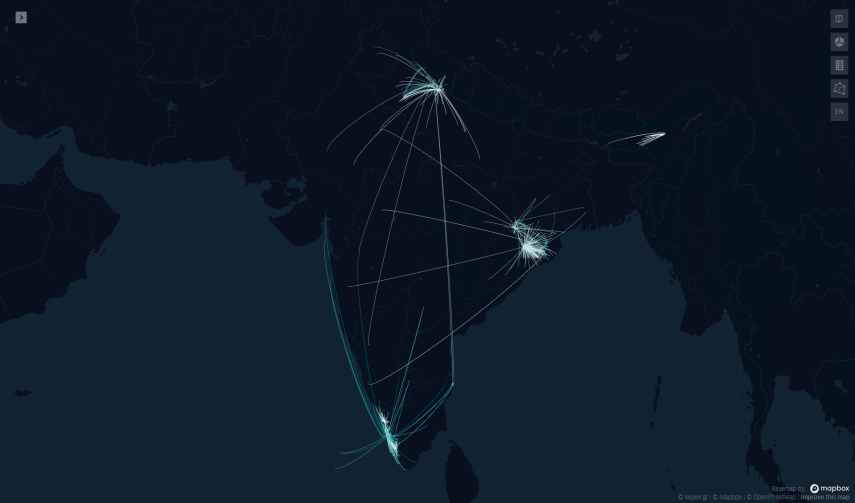 EN
Basemap by: mapbox
© kepler.gl | © Mapbox | © OpenStreetMap | Improve this map